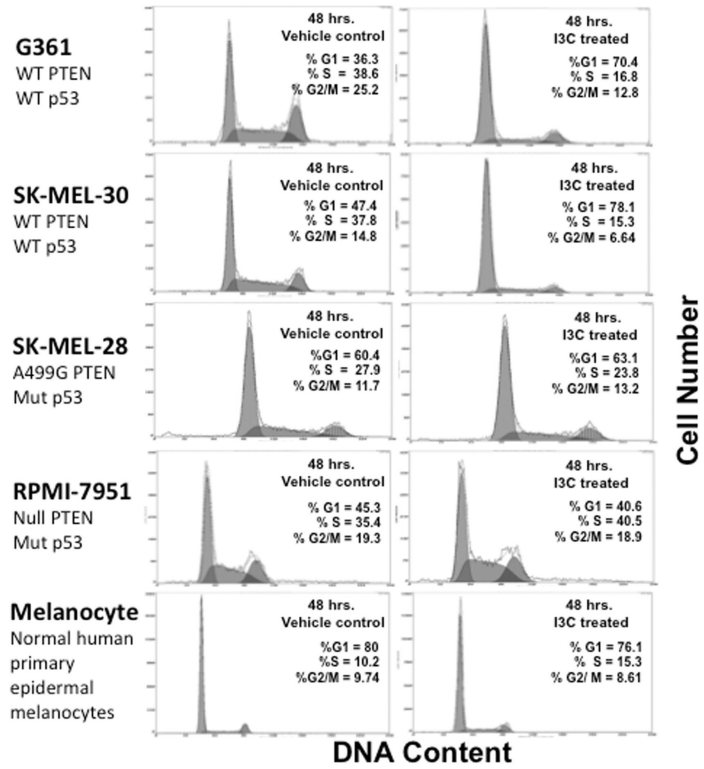 G361
WT PTEN
WT p53
48 hrs.
Vehicle control
% G1 = 36.3
% S = 38.6
% G2/M = 25.2
48 hrs.
I3C treated
%G1 = 70.4
% S = 16.8
% G2/M = 12.8
SK-MEL-30
WT PTEN
WT p53
48 hrs.
Vehicle control
% G1 = 47.4
% S = 37.8
% G2/M = 14.8
48 hrs.
I3C treated
% G1 = 78.1
% S = 15.3
% G2/M = 6.64
SK-MEL-28
A499G PTEN
Mut p53
48 hrs.
Vehicle control
%G1 = 60.4
% S = 27.9
% G2/M = 11.7
48 hrs.
I3C treated
%G1 = 63.1
% S = 23.8
% G2/M = 13.2
RPMI-7951
Null PTEN
Mut p53
48 hrs.
Vehicle control
% G1 = 45.3
% S = 35.4
% G2/M = 19.3
48 hrs.
I3C treated
% G1 = 40.6
% S = 40.5
% G2/M = 18.9
Melanocyte
Normal human
primary
epidermal
melanocytes
48 hrs.
Vehicle control
%G1 = 80
%S = 10.2
%G2/M = 9.74
48 hrs.
I3C treated
% G1 = 76.1
% S = 15.3
% G2/ M = 8.61
Cell Number
DNA Content